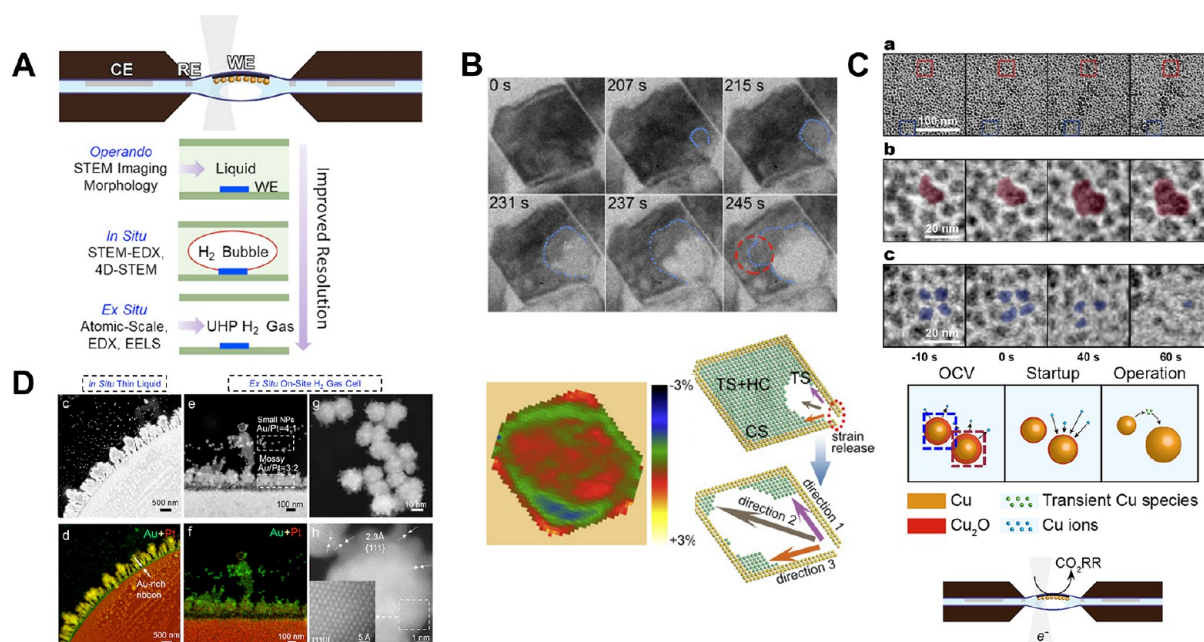 A
CE
RE
WE
Operando
STEM Imaging
Morphology
Liquid
WE
In Situ
STEM-EDX,
4D-STEM
H₂ Bubble
Ex Situ
Atomic-Scale,
EDX, EELS
UHP H₂ Gas
Improved Resolution
B
0 s
207 s
215 s
231 s
237 s
245 s
-3%
+3%
TS+HC
TS
CS
strain
release
direction 1
direction 2
direction 3
C
a
100 nm
b
20 nm
c
20 nm
-10 s
0 s
40 s
60 s
OCV
Startup
Operation
Cu
Transient Cu species
Cu₂O
Cu ions
CO₂RR
e⁻
D
In Situ Thin Liquid
Ex Situ On-Site H₂ Gas Cell
c
500 nm
e
Small NPs
Au/Pt=4:1
Mossy
Au/Pt=3:2
100 nm
g
10 nm
d
Au+Pt
Au-rich
ribbon
500 nm
f
Au+Pt
100 nm
h
2.3Å
{111}
[110]
5 Å
1 nm